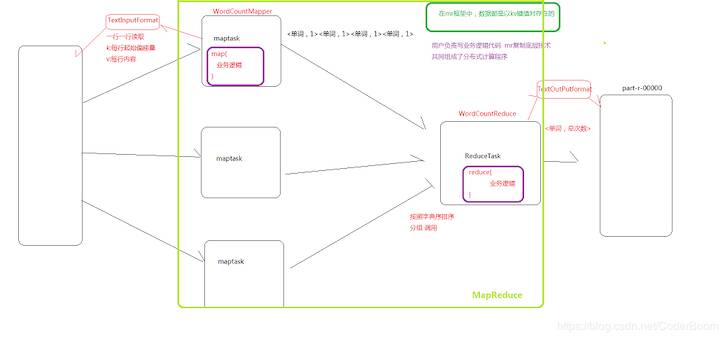 TextInputFormat
一行一行读取
k:每行起始偏移量
v:每行内容
WordCountMapper
maptask
map{
业务逻辑
}
<单词，1><单词，1><单词，1><单词，1>
在mr框架中，数据都是以kv键值对存在的
用户负责写业务逻辑代码 mr复制底层技术
共同组成了分布式计算程序
maptask
maptask
WordCountReduce
ReduceTask
reduce{
业务逻辑
}
按照字典序排序
分组 调用
TextOutPutformat
<单词，总次数>
part-r-00000
MapReduce
https://blog.csdn.net/CoderBoom